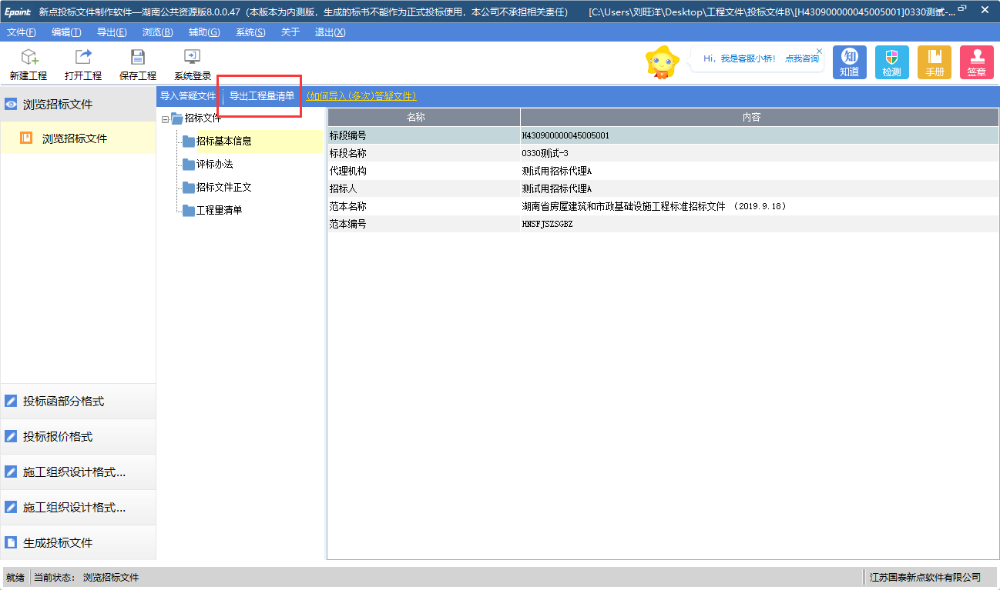 Epoint 新点投标文件制作软件—湖南公共资源版8.0.0.47（本版本为内测版，生成的标书不能作为正式投标使用，本公司不承担相关责任） [C:\Users\刘旺洋\Desktop\工程文件\投标文件B\[H430900000045005001]0330测试-...
文件(F) 编辑(T) 导出(E) 浏览(B) 辅助(G) 系统(S) 关于 退出(X)
新建工程 打开工程 保存工程 系统登录
Hi，我是客服小桥！ 点我咨询
知 知道 检测 手册 签章
浏览招标文件
浏览招标文件
导入答疑文件 导出工程量清单 (如何导入(多次)答疑文件)
招标文件
招标基本信息
评标办法
招标文件正文
工程量清单
名称 内容
标段编号 H430900000045005001
标段名称 0330测试-3
代理机构 测试用招标代理A
招标人 测试用招标代理A
范本名称 湖南省房屋建筑和市政基础设施工程标准招标文件 （2019.9.18）
范本编号 HNSFJSZSGBZ
投标函部分格式
投标报价格式
施工组织设计格式...
施工组织设计格式...
生成投标文件
就绪 当前状态： 浏览招标文件 江苏国泰新点软件有限公司